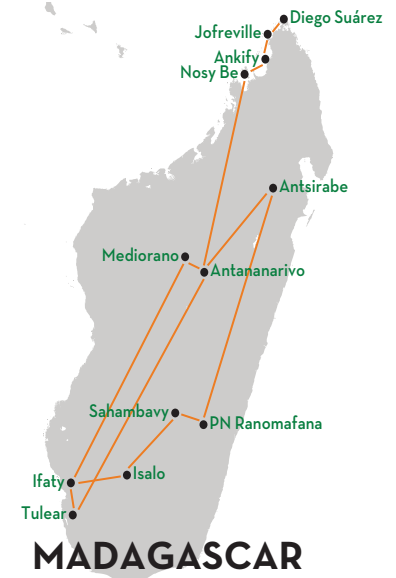 Diego Suárez
Jofreville
Ankify
Nosy Be
Antsirabe
Mediorano
Antananarivo
Sahambavy
PN Ranomafana
Isalo
Ifaty
Tulear
MADAGASCAR